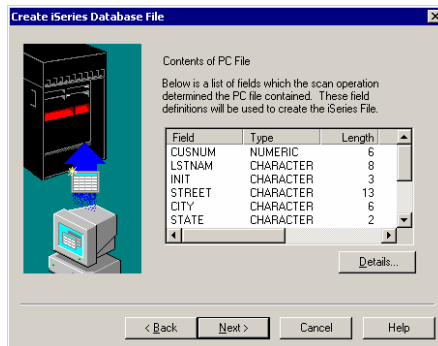 Create iSeries Database File
Contents of PC File
Below is a list of fields which the scan operation
determined the PC file contained. These field
definitions will be used to create the iSeries File.
Field Type Length
CUSNUM NUMERIC 6
LSTNAM CHARACTER 8
INIT CHARACTER 3
STREET CHARACTER 13
CITY CHARACTER 6
STATE CHARACTER 2
Details...
< Back Next > Cancel Help